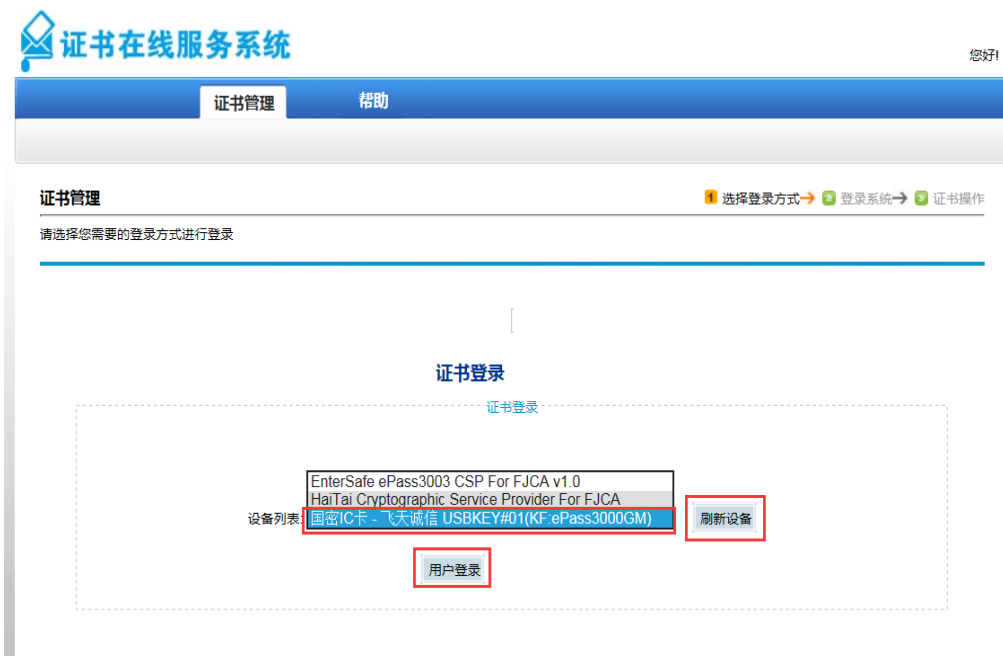 证书在线服务系统
您好!
证书管理
帮助
证书管理
1 选择登录方式→ 2 登录系统→ 3 证书操作
请选择您需要的登录方式进行登录
证书登录
证书登录
EnterSafe ePass3003 CSP For FJCA v1.0
HaiTai Cryptographic Service Provider For FJCA
设备列表: 国密IC卡 - 飞天诚信 USBKEY#01(KF:ePass3000GM) 刷新设备
用户登录